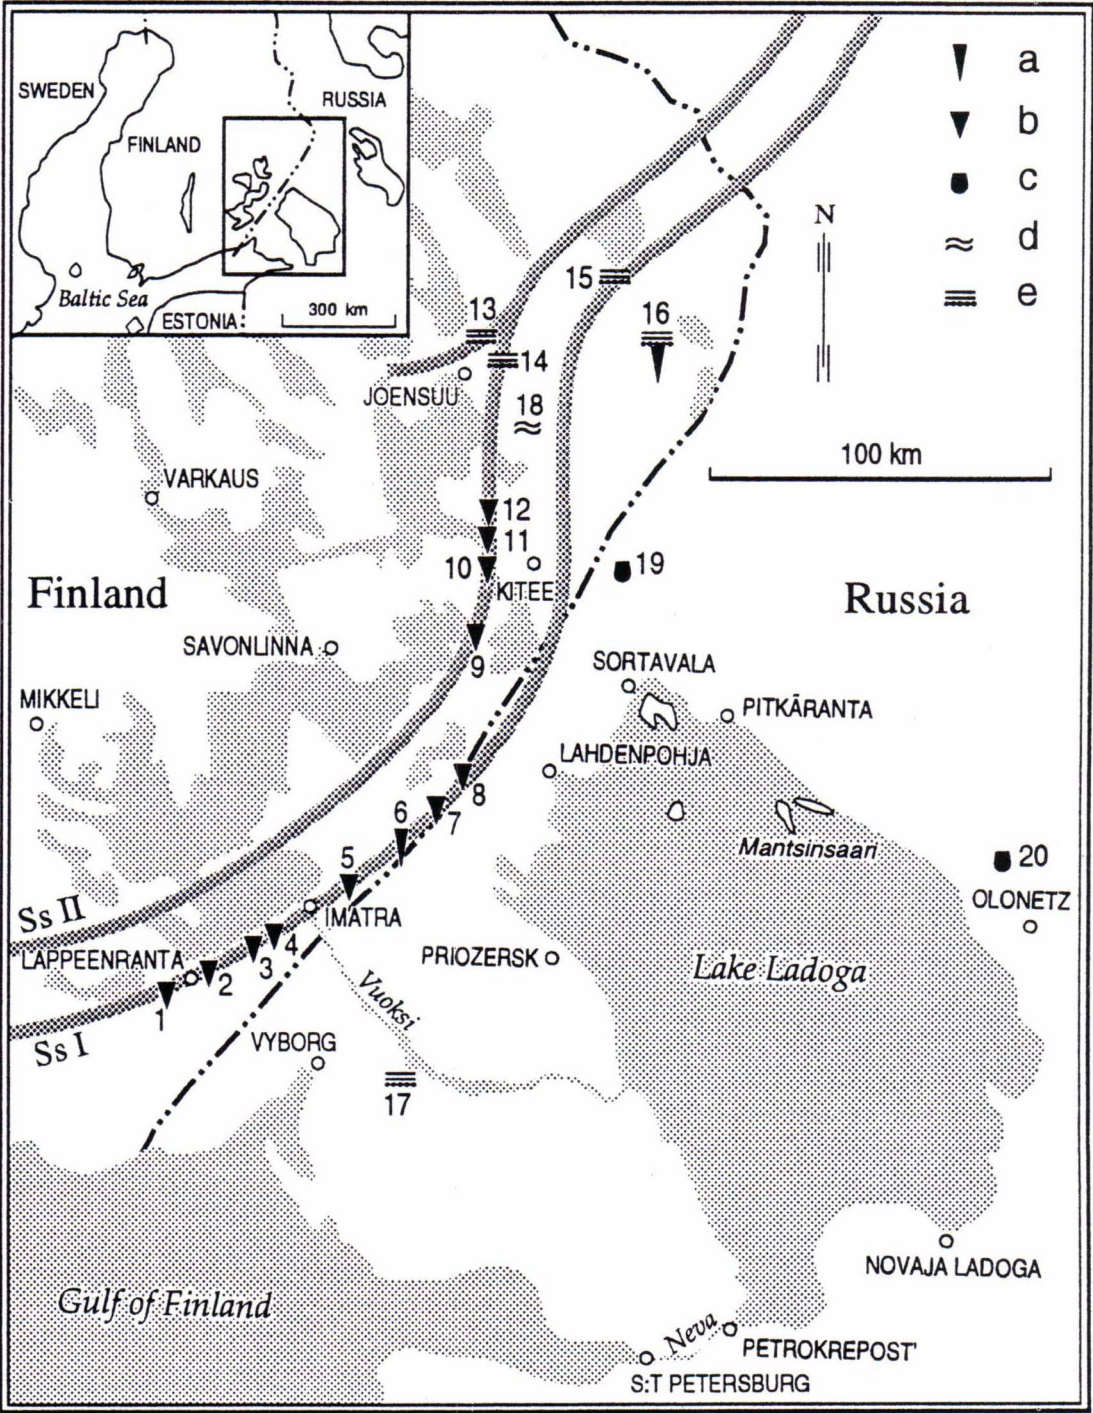 SWEDEN
FINLAND
RUSSIA
Baltic Sea
ESTONIA
300 km
a
b
c
d
e
N
100 km
13
14
15
16
JOENSUU
18
VARKAUS
12
11
10
KITEE
19
Finland
Russia
SAVONLINNA
9
MIKKELI
SORTAVALA
PITKÄRANTA
LAHDENPOHJA
8
7
6
Mantsinsaari
5
20
OLONETZ
Ss II
IMATRA
4
3
LAPPEENRANTA
2
1
PRIOZERSK
Lake Ladoga
Vuoksi
Ss I
VYBORG
17
NOVAJA LADOGA
Gulf of Finland
Neva
PETROKREPOST'
S:T PETERSBURG